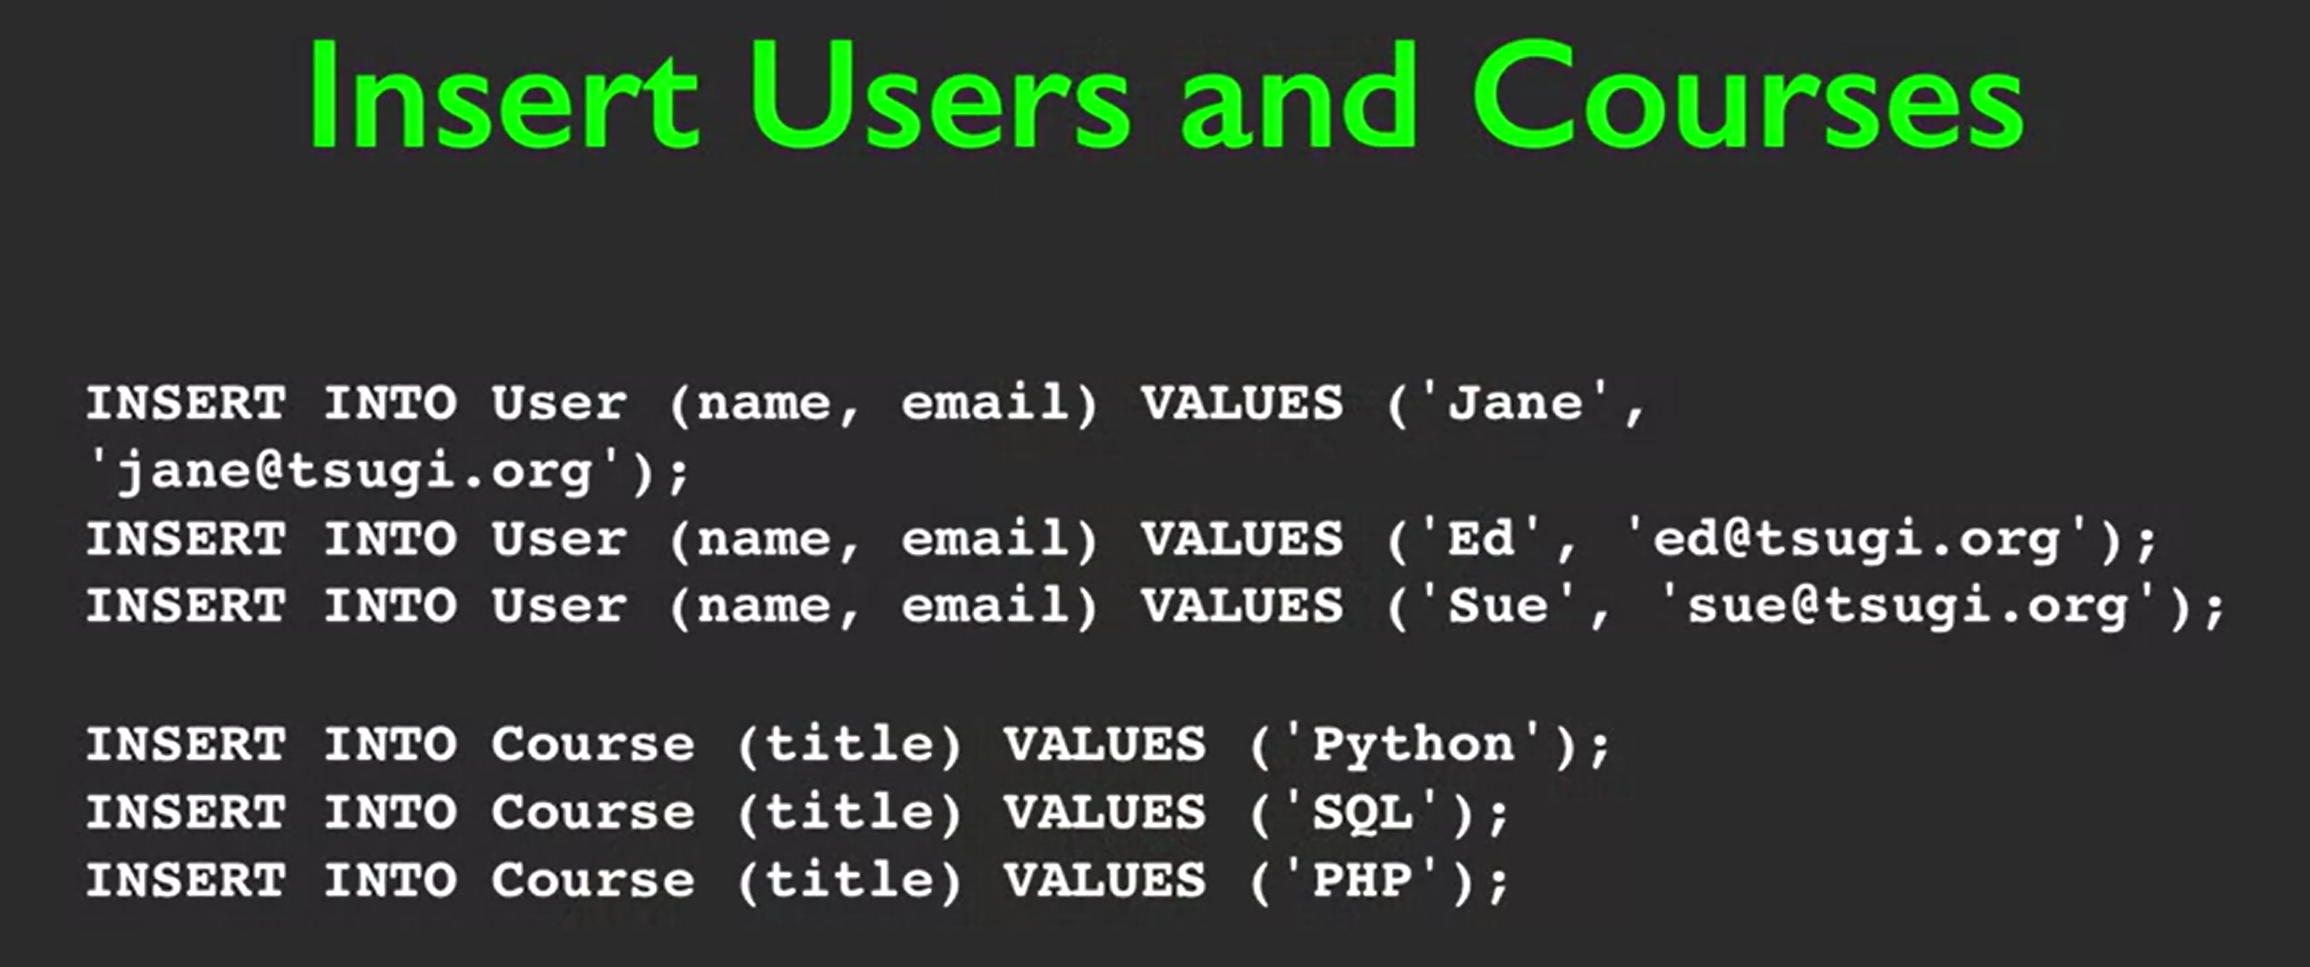 Insert Users and Courses
INSERT INTO User (name, email) VALUES ('Jane',
'jane@tsugi.org');
INSERT INTO User (name, email) VALUES ('Ed', 'ed@tsugi.org');
INSERT INTO User (name, email) VALUES ('Sue', 'sue@tsugi.org');
INSERT INTO Course (title) VALUES ('Python');
INSERT INTO Course (title) VALUES ('SQL');
INSERT INTO Course (title) VALUES ('PHP');